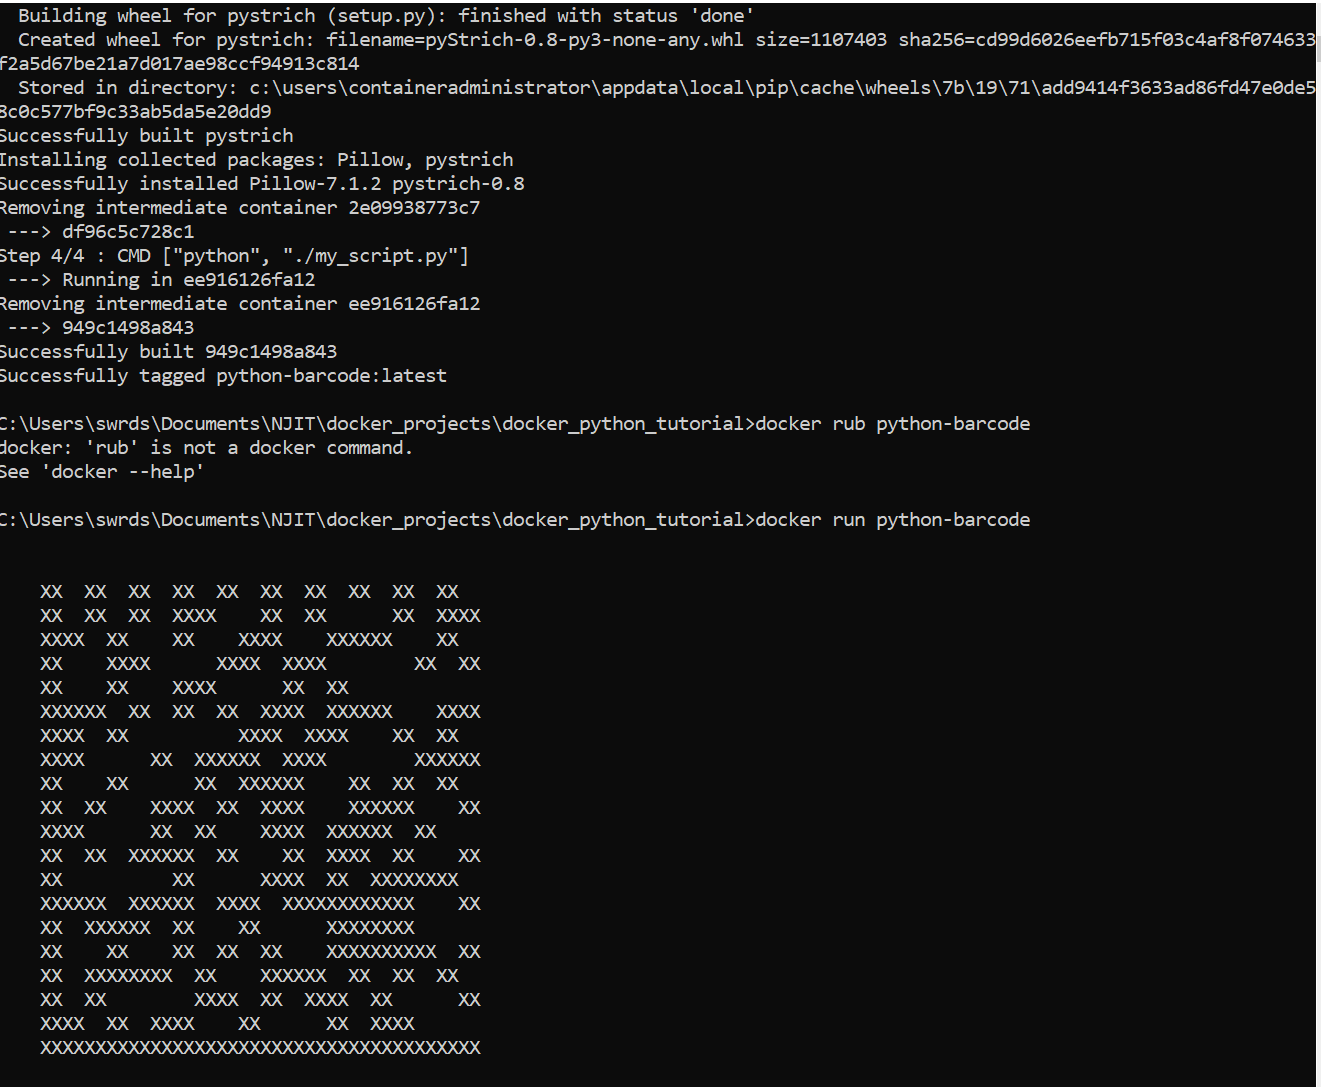 Building wheel for pystrich (setup.py): finished with status 'done'
  Created wheel for pystrich: filename=pyStrich-0.8-py3-none-any.whl size=1107403 sha256=cd99d6026eefb715f03c4af8f074633
f2a5d67be21a7d017ae98ccf94913c814
  Stored in directory: c:\users\containeradministrator\appdata\local\pip\cache\wheels\7b\19\71\add9414f3633ad86fd47e0de5
8c0c577bf9c33ab5da5e20dd9
Successfully built pystrich
Installing collected packages: Pillow, pystrich
Successfully installed Pillow-7.1.2 pystrich-0.8
Removing intermediate container 2e09938773c7
 ---> df96c5c728c1
Step 4/4 : CMD ["python", "./my_script.py"]
 ---> Running in ee916126fa12
Removing intermediate container ee916126fa12
 ---> 949c1498a843
Successfully built 949c1498a843
Successfully tagged python-barcode:latest
C:\Users\swrds\Documents\NJIT\docker_projects\docker_python_tutorial>docker rub python-barcode
docker: 'rub' is not a docker command.
See 'docker --help'
C:\Users\swrds\Documents\NJIT\docker_projects\docker_python_tutorial>docker run python-barcode
    XX  XX  XX  XX  XX  XX  XX  XX  XX  XX
    XX  XX  XX  XXXX    XX  XX      XX  XXXX
    XXXX  XX    XX    XXXX    XXXXXX    XX
    XX    XXXX      XXXX  XXXX        XX  XX
    XX    XX    XXXX      XX  XX
    XXXXXX  XX  XX  XX  XXXX  XXXXXX    XXXX
    XXXX  XX          XXXX  XXXX    XX  XX
    XXXX      XX  XXXXXX  XXXX        XXXXXX
    XX    XX      XX  XXXXXX    XX  XX  XX
    XX  XX    XXXX  XX  XXXX    XXXXXX    XX
    XXXX      XX  XX    XXXX  XXXXXX  XX
    XX  XX  XXXXXX  XX    XX  XXXX  XX    XX
    XX          XX      XXXX  XX  XXXXXXXX
    XXXXXX  XXXXXX  XXXX  XXXXXXXXXXXX    XX
    XX  XXXXXX  XX    XX      XXXXXXXX
    XX    XX    XX  XX  XX    XXXXXXXXXX  XX
    XX  XXXXXXXX  XX    XXXXXX  XX  XX  XX
    XX  XX        XXXX  XX  XXXX  XX      XX
    XXXX  XX  XXXX    XX      XX  XXXX
    XXXXXXXXXXXXXXXXXXXXXXXXXXXXXXXXXXXXXXXX